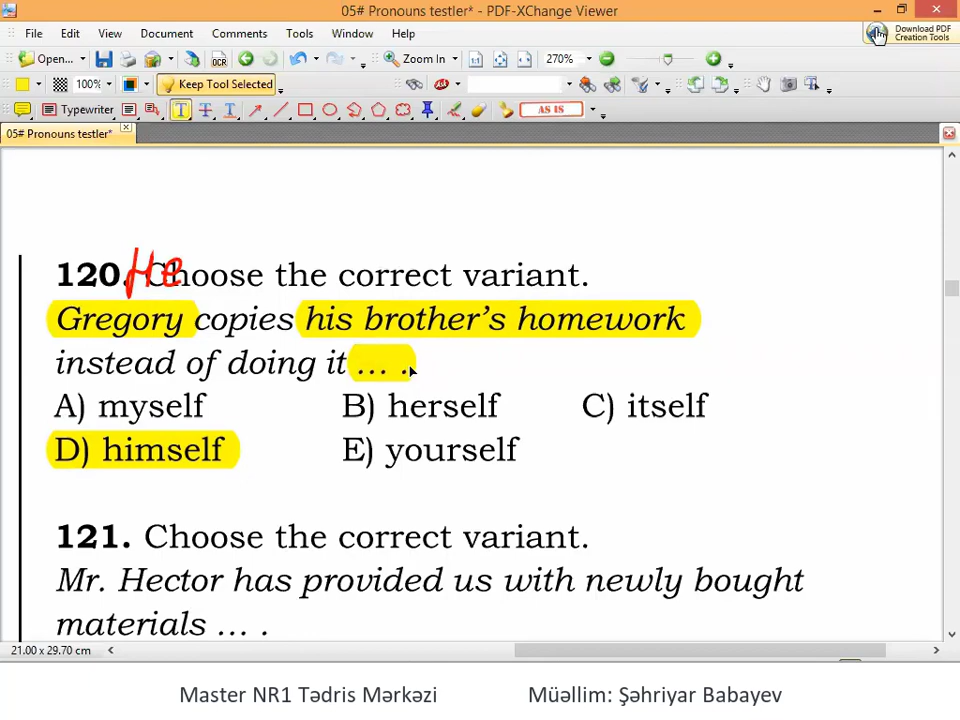 05# Pronouns testler* - PDF-XChange Viewer
File Edit View Document Comments Tools Window Help
Download PDF Creation Tools
Open... OCR Zoom In 270%
100% Keep Tool Selected
Typewriter T T T AS IS
05# Pronouns testler*
He
120. Choose the correct variant.
Gregory copies his brother's homework
instead of doing it ... .
A) myself B) herself C) itself
D) himself E) yourself
121. Choose the correct variant.
Mr. Hector has provided us with newly bought
materials ... .
21.00 x 29.70 cm
Master NR1 Tədris Mərkəzi Müəllim: Şəhriyar Babayev